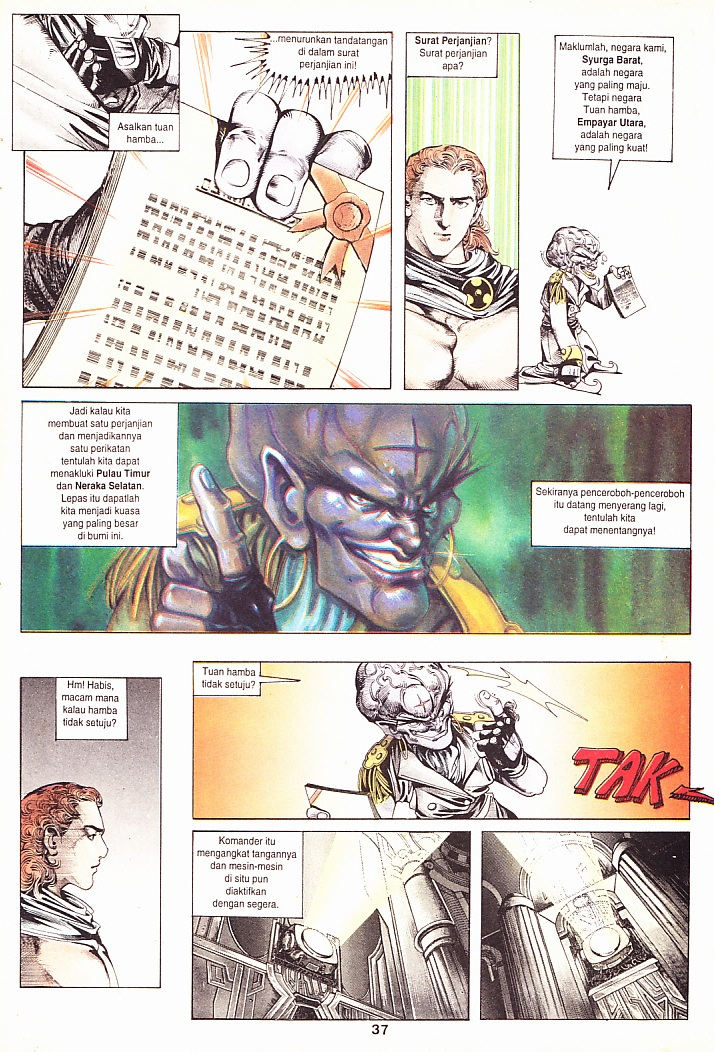 Asalkan tuan
hamba...
...menurunkan tandatangan
di dalam surat
perjanjian ini!
Surat Perjanjian?
Surat perjanjian
apa?
Maklumlah, negara kami,
Syurga Barat,
adalah negara
yang paling maju.
Tetapi negara
Tuan hamba,
Empayar Utara,
adalah negara
yang paling kuat!
Jadi kalau kita
membuat satu perjanjian
dan menjadikannya
satu perikatan
tentulah kita dapat
menakluki Pulau Timur
dan Neraka Selatan.
Lepas itu dapatlah
kita menjadi kuasa
yang paling besar
di bumi ini.
Sekiranya penceroboh-penceroboh
itu datang menyerang lagi,
tentulah kita
dapat menentangnya!
Hm! Habis,
macam mana
kalau hamba
tidak setuju?
Tuan hamba
tidak setuju?
TAK
Komander itu
mengangkat tangannya
dan mesin-mesin
di situ pun
diaktifkan
dengan segera.
37